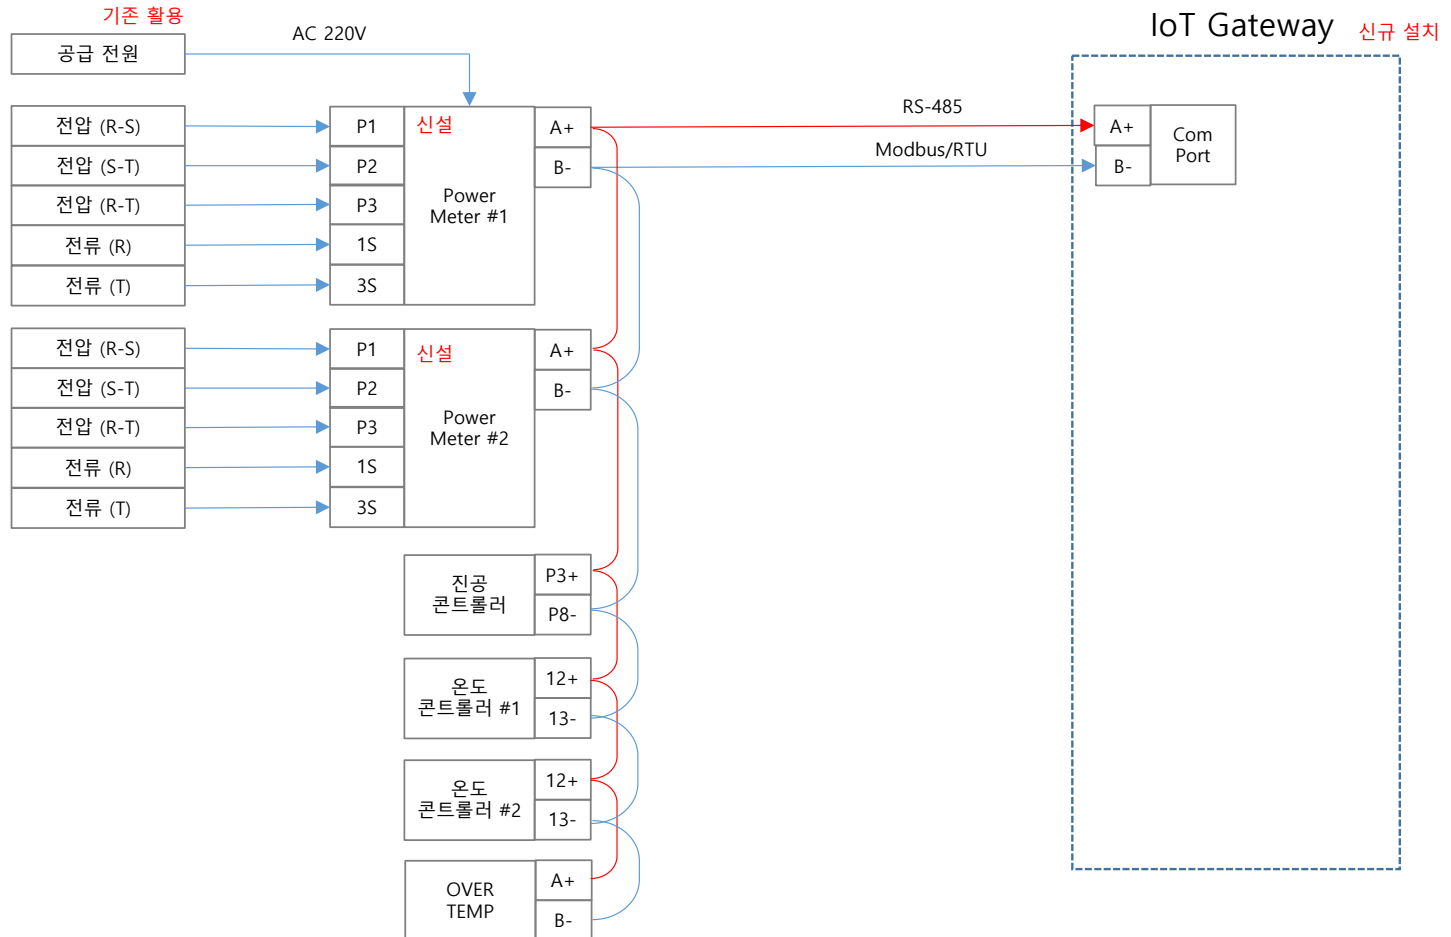 기존 활용
공급 전원
AC 220V
IoT Gateway
신규 설치
전압 (R-S)
전압 (S-T)
전압 (R-T)
전류 (R)
전류 (T)
P1
P2
P3
1S
3S
신설
Power
Meter #1
A+
B-
RS-485
Modbus/RTU
A+
B-
Com
Port
전압 (R-S)
전압 (S-T)
전압 (R-T)
전류 (R)
전류 (T)
P1
P2
P3
1S
3S
신설
Power
Meter #2
A+
B-
진공
콘트롤러
P3+
P8-
온도
콘트롤러 #1
12+
13-
온도
콘트롤러 #2
12+
13-
OVER
TEMP
A+
B-